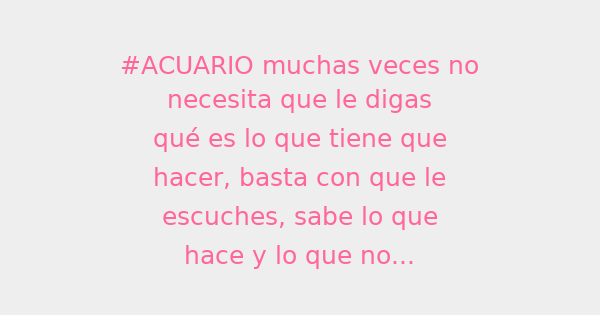 #ACUARIO muchas veces no
necesita que le digas
qué es lo que tiene que
hacer, basta con que le
escuches, sabe lo que
hace y lo que no...